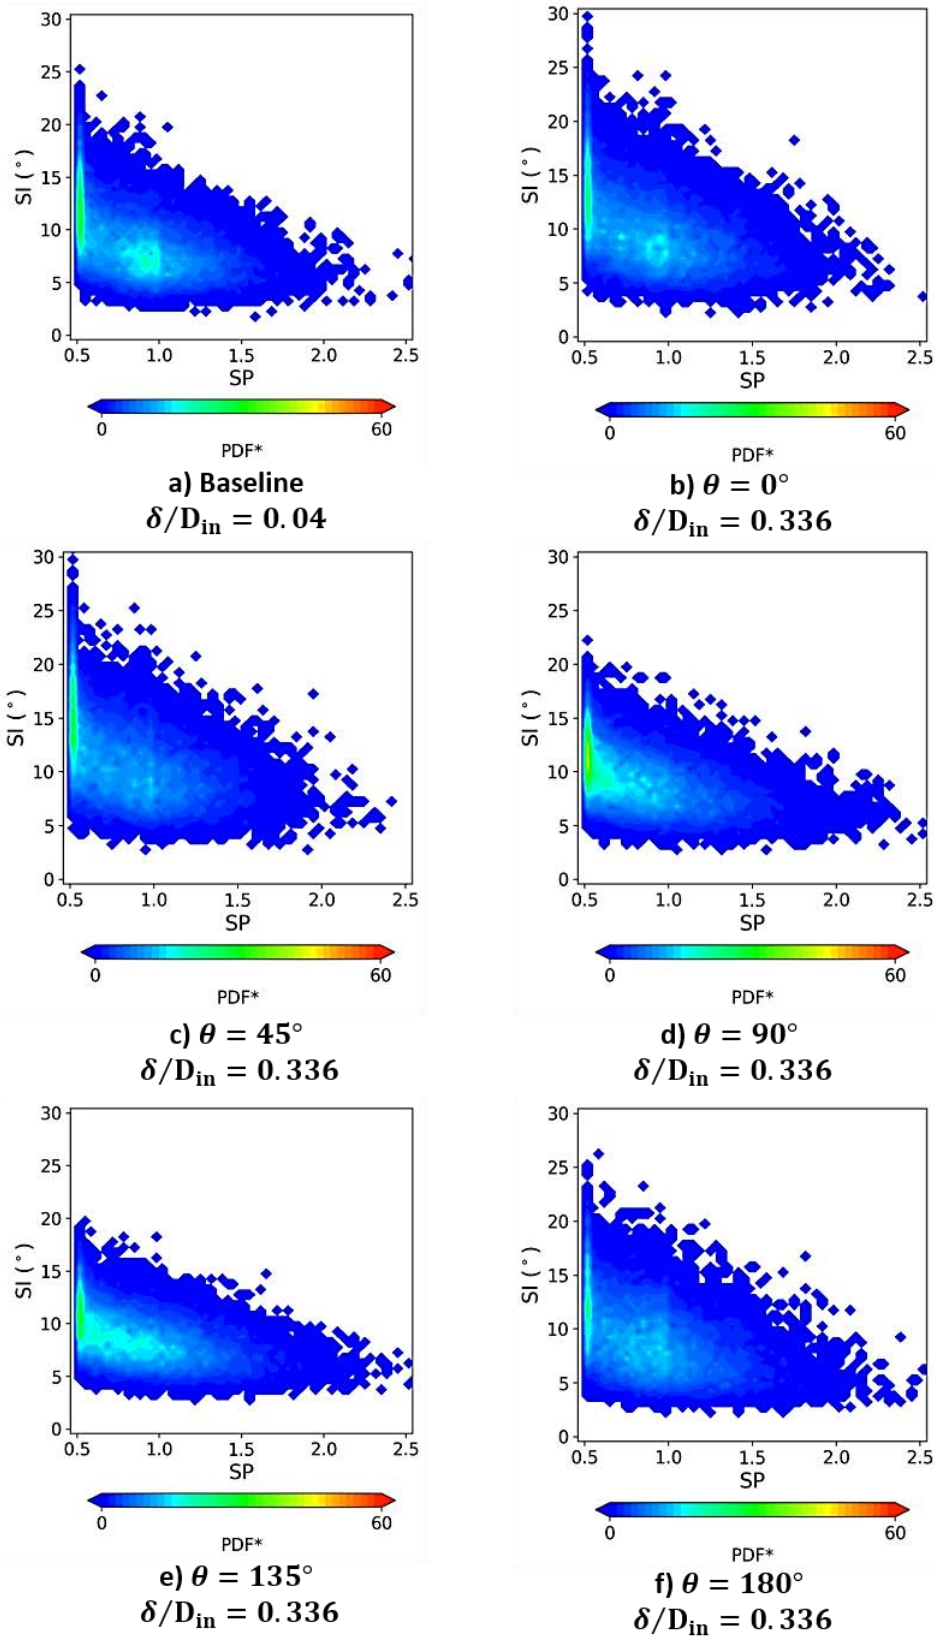 30
25
20
15
10
5
0
SI (°)
0.5 1.0 1.5 2.0 2.5
SP
0 60
PDF*
a) Baseline
δ/D_in = 0.04
30
25
20
15
10
5
0
SI (°)
0.5 1.0 1.5 2.0 2.5
SP
0 60
PDF*
b) θ = 0°
δ/D_in = 0.336
30
25
20
15
10
5
0
SI (°)
0.5 1.0 1.5 2.0 2.5
SP
0 60
PDF*
c) θ = 45°
δ/D_in = 0.336
30
25
20
15
10
5
0
SI (°)
0.5 1.0 1.5 2.0 2.5
SP
0 60
PDF*
d) θ = 90°
δ/D_in = 0.336
30
25
20
15
10
5
0
SI (°)
0.5 1.0 1.5 2.0 2.5
SP
0 60
PDF*
e) θ = 135°
δ/D_in = 0.336
30
25
20
15
10
5
0
SI (°)
0.5 1.0 1.5 2.0 2.5
SP
0 60
PDF*
f) θ = 180°
δ/D_in = 0.336